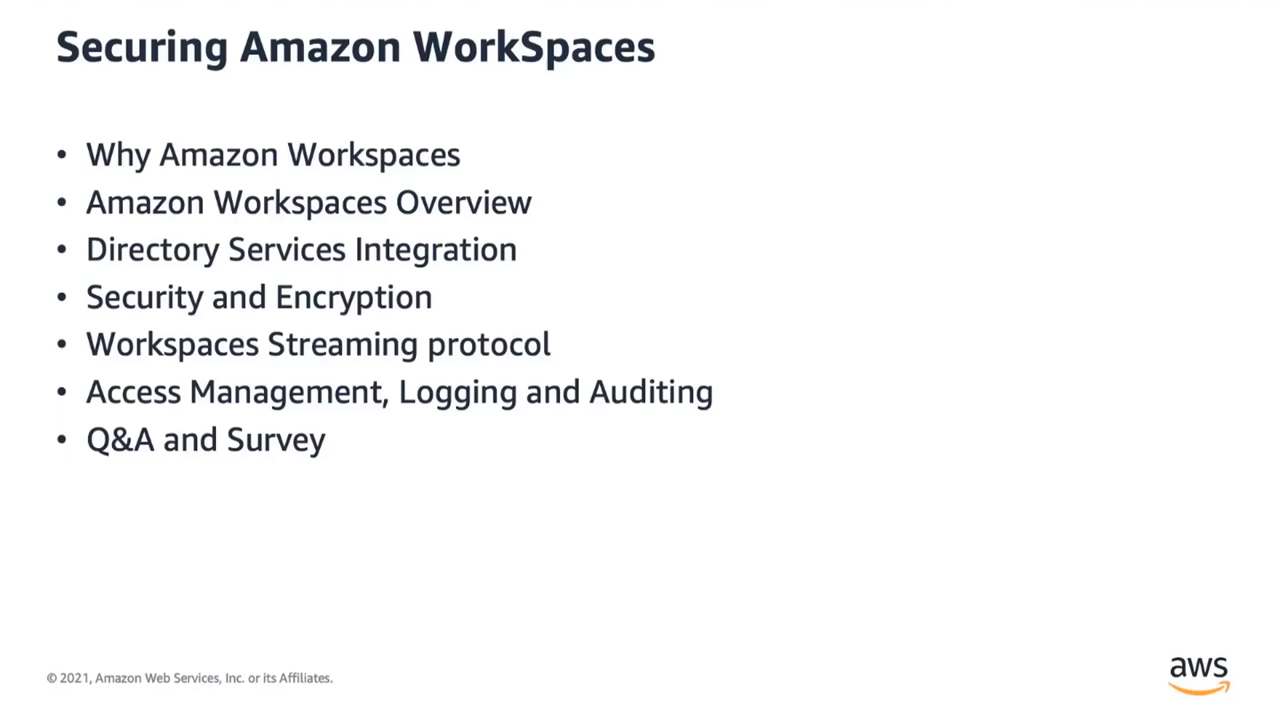 Securing Amazon WorkSpaces
• Why Amazon Workspaces
• Amazon Workspaces Overview
• Directory Services Integration
• Security and Encryption
• Workspaces Streaming protocol
• Access Management, Logging and Auditing
• Q&A and Survey
© 2021, Amazon Web Services, Inc. or its Affiliates.
aws